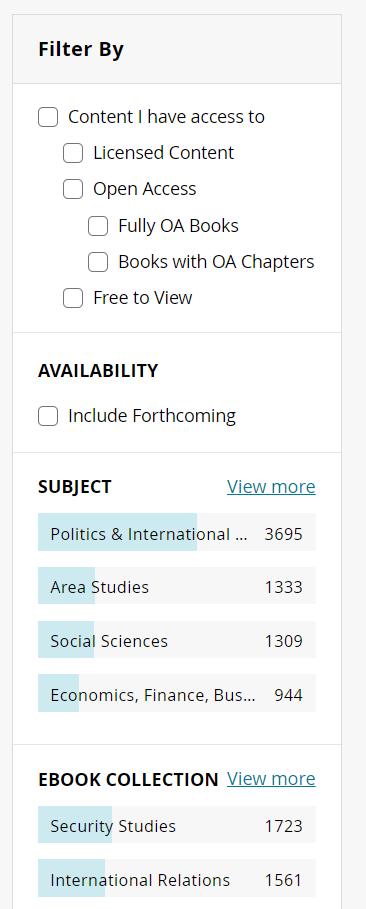 Filter By
Content I have access to
Licensed Content
Open Access
Fully OA Books
Books with OA Chapters
Free to View
AVAILABILITY
Include Forthcoming
SUBJECT View more
Politics & International ... 3695
Area Studies 1333
Social Sciences 1309
Economics, Finance, Bus... 944
EBOOK COLLECTION View more
Security Studies 1723
International Relations 1561